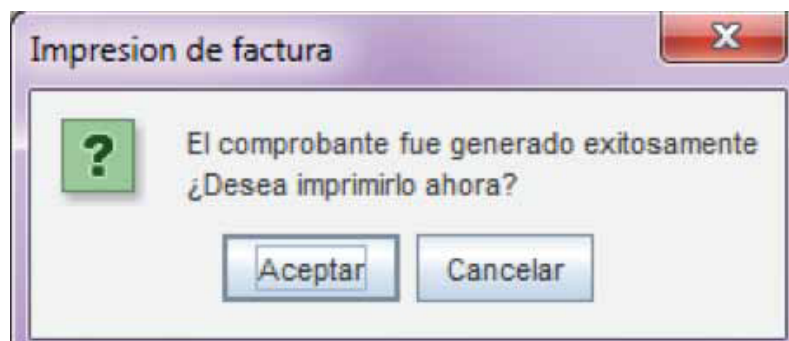 Impresion de factura
El comprobante fue generado exitosamente
¿Desea imprimirlo ahora?
Aceptar Cancelar